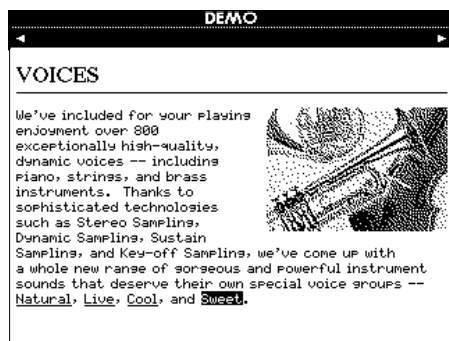 DEMO
VOICES
We've included for your playing
enjoyment over 800
exceptionally high-quality,
dynamic voices -- including
piano, strings, and brass
instruments. Thanks to
sophisticated technologies
such as Stereo Sampling,
Dynamic Sampling, Sustain
Sampling, and Key-off Sampling, we've come up with
a whole new range of gorgeous and powerful instrument
sounds that deserve their own special voice groups --
Natural, Live, Cool, and Sweet.